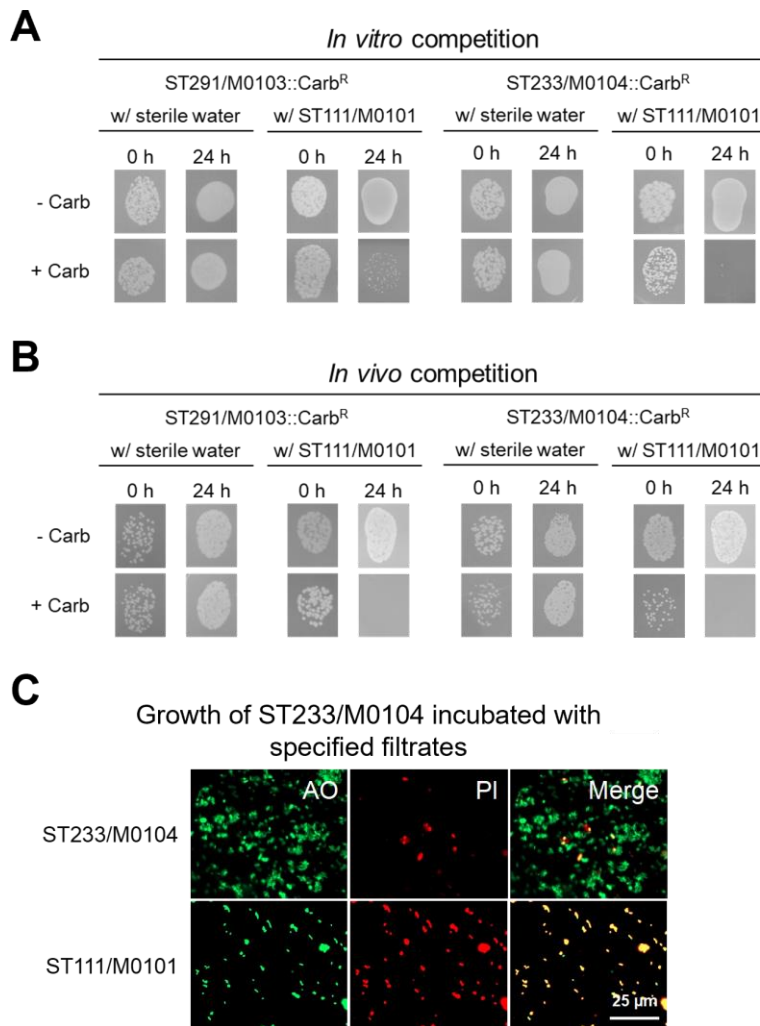 A
In vitro competition
ST291/M0103::Carbᴿ ST233/M0104::Carbᴿ
w/ sterile water w/ ST111/M0101 w/ sterile water w/ ST111/M0101
0 h 24 h 0 h 24 h 0 h 24 h 0 h 24 h
- Carb
+ Carb
B
In vivo competition
ST291/M0103::Carbᴿ ST233/M0104::Carbᴿ
w/ sterile water w/ ST111/M0101 w/ sterile water w/ ST111/M0101
0 h 24 h 0 h 24 h 0 h 24 h 0 h 24 h
- Carb
+ Carb
C
Growth of ST233/M0104 incubated with
specified filtrates
AO PI Merge
ST233/M0104
ST111/M0101
25 µm